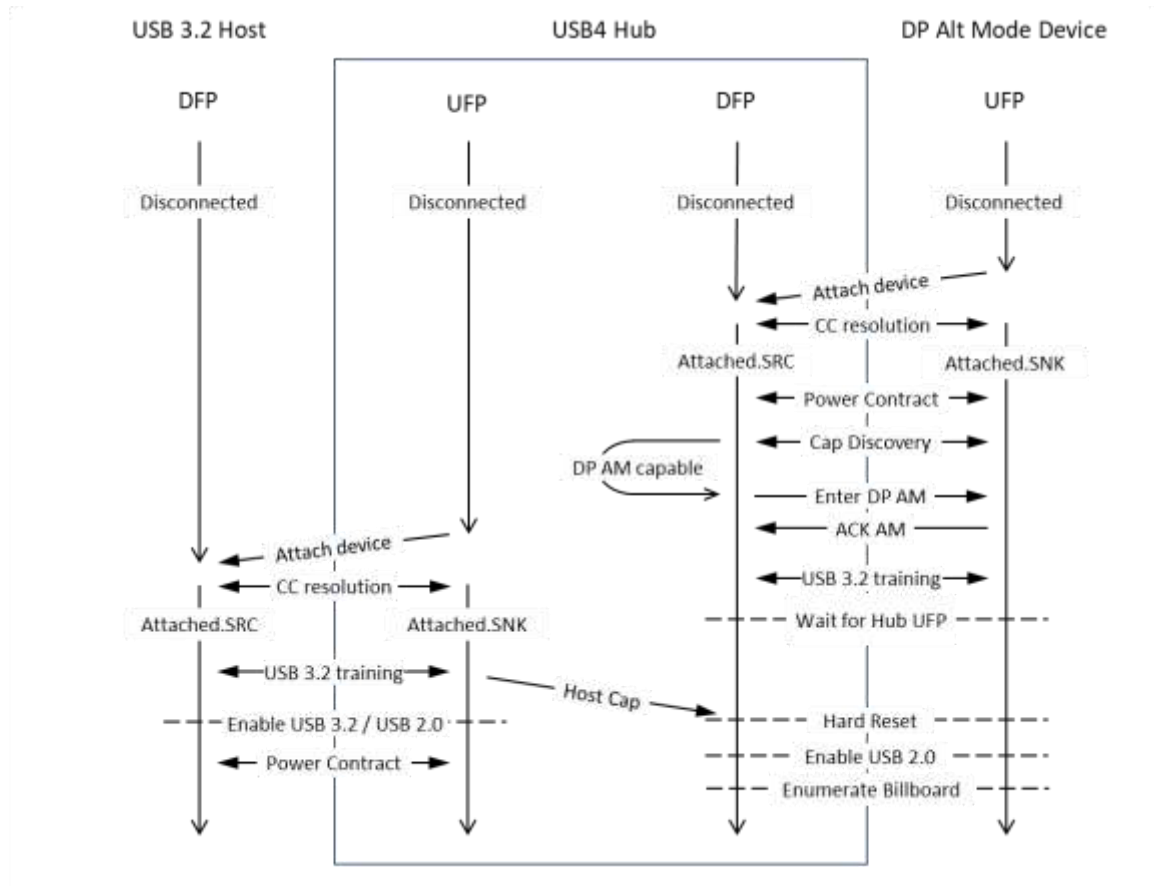 USB 3.2 Host
USB4 Hub
DP Alt Mode Device
DFP
UFP
DFP
UFP
Disconnected
Disconnected
Disconnected
Disconnected
Attach device
CC resolution
Attached.SRC
Attached.SNK
Power Contract
Cap Discovery
DP AM capable
Enter DP AM
ACK AM
Attach device
USB 3.2 training
CC resolution
Attached.SRC
Attached.SNK
Wait for Hub UFP
USB 3.2 training
Host Cap
Enable USB 3.2 / USB 2.0
Hard Reset
Power Contract
Enable USB 2.0
Enumerate Billboard